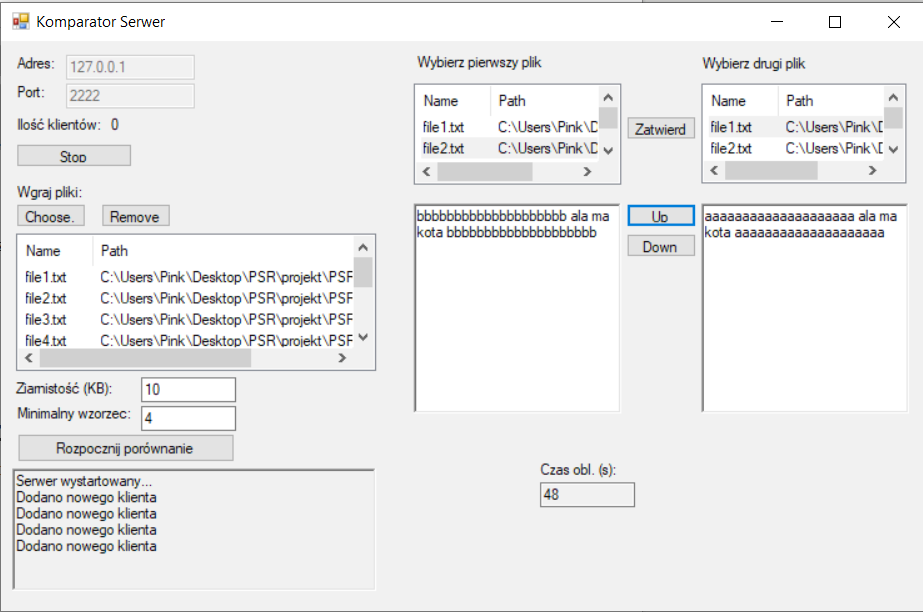 Komparator Serwer
Adres: 127.0.0.1
Port: 2222
Ilość klientów: 0
Stop
Wgraj pliki:
Choose. Remove
Name Path
file1.txt C:\Users\Pink\Desktop\PSR\projekt\PSF
file2.txt C:\Users\Pink\Desktop\PSR\projekt\PSF
file3.txt C:\Users\Pink\Desktop\PSR\projekt\PSF
file4.txt C:\Users\Pink\Desktop\PSR\projekt\PSF
Ziarnistość (KB): 10
Minimalny wzorzec: 4
Rozpocznij porównanie
Serwer wystartowany...
Dodano nowego klienta
Dodano nowego klienta
Dodano nowego klienta
Dodano nowego klienta
Wybierz pierwszy plik
Name Path
file1.txt C:\Users\Pink\D
file2.txt C:\Users\Pink\D
Zatwierd
Wybierz drugi plik
Name Path
file1.txt C:\Users\Pink\D
file2.txt C:\Users\Pink\D
bbbbbbbbbbbbbbbbbbbb ala ma
kota bbbbbbbbbbbbbbbbbbbb
Up
Down
aaaaaaaaaaaaaaaaaaaa ala ma
kota aaaaaaaaaaaaaaaaaaaa
Czas obl. (s):
48